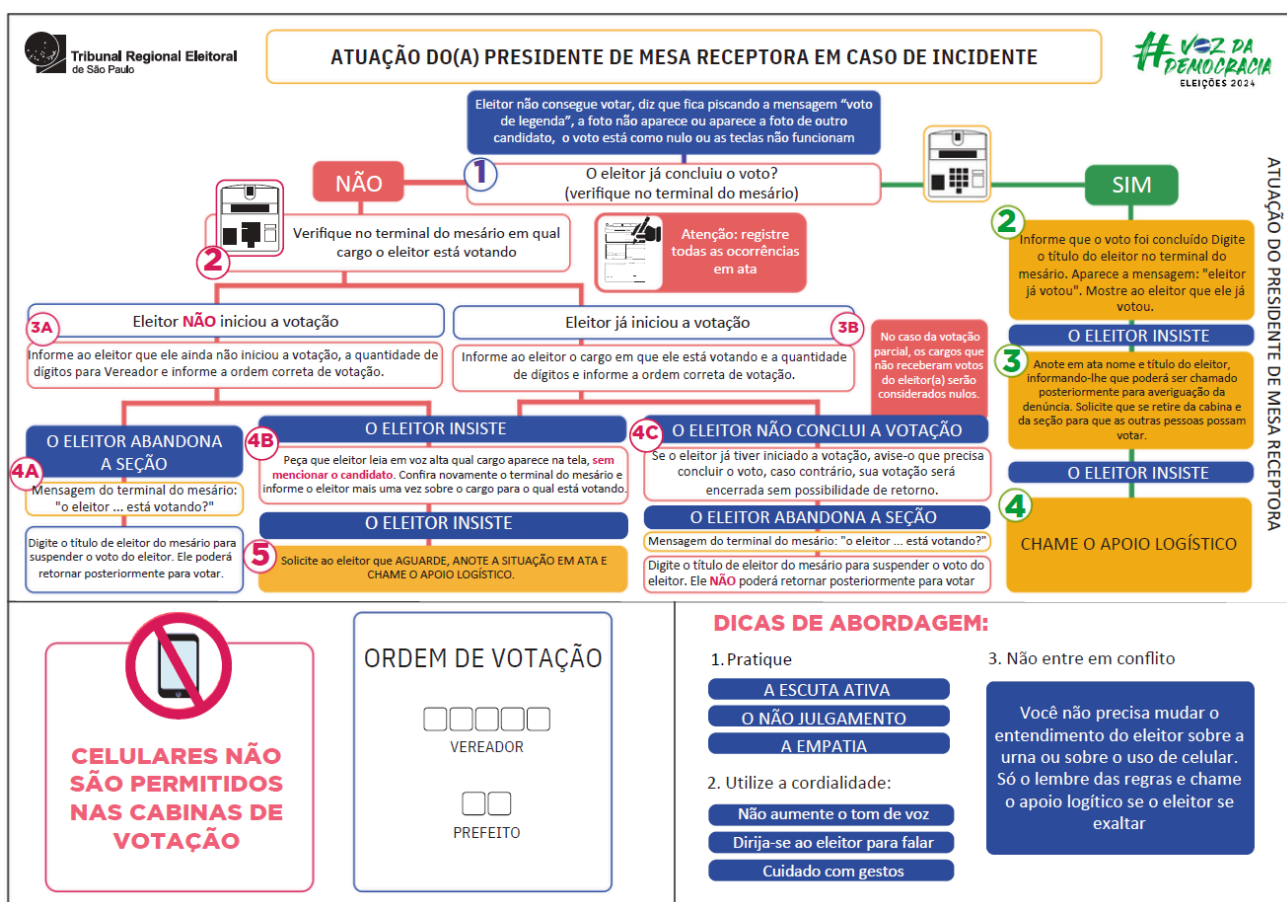 Tribunal Regional Eleitoral
de São Paulo
ATUAÇÃO DO(A) PRESIDENTE DE MESA RECEPTORA EM CASO DE INCIDENTE
# VOZ DA
DEMOCRACIA
ELEIÇÕES 2024
Eleitor não consegue votar, diz que fica piscando a mensagem “voto
de legenda”, a foto não aparece ou aparece a foto de outro
candidato, o voto está como nulo ou as teclas não funcionam
1
O eleitor já concluiu o voto?
(verifique no terminal do mesário)
NÃO
SIM
2
Verifique no terminal do mesário em qual
cargo o eleitor está votando
Atenção: registre
todas as ocorrências
em ata
2
Informe que o voto foi concluído Digite
o título do eleitor no terminal do
mesário. Aparece a mensagem: "eleitor
já votou". Mostre ao eleitor que ele já
votou.
O ELEITOR INSISTE
3
Anote em ata nome e título do eleitor,
informando-lhe que poderá ser chamado
posteriormente para averiguação da
denúncia. Solicite que se retire da cabina e
da seção para que as outras pessoas possam
votar.
O ELEITOR INSISTE
4
CHAME O APOIO LOGÍSTICO
ATUAÇÃO DO PRESIDENTE DE MESA RECEPTORA
3A
Eleitor NÃO iniciou a votação
Informe ao eleitor que ele ainda não iniciou a votação, a quantidade de
dígitos para Vereador e informe a ordem correta de votação.
Eleitor já iniciou a votação
3B
Informe ao eleitor o cargo em que ele está votando e a quantidade
de dígitos e informe a ordem correta de votação.
No caso da votação
parcial, os cargos que
não receberam votos
do eleitor(a) serão
considerados nulos.
4A
O ELEITOR ABANDONA
A SEÇÃO
Mensagem do terminal do mesário:
"o eleitor ... está votando?"
Digite o título de eleitor do mesário para
suspender o voto do eleitor. Ele poderá
retornar posteriormente para votar.
4B
O ELEITOR INSISTE
Peça que eleitor leia em voz alta qual cargo aparece na tela, sem
mencionar o candidato. Confira novamente o terminal do mesário e
informe o eleitor mais uma vez sobre o cargo para o qual está votando.
O ELEITOR INSISTE
5
Solicite ao eleitor que AGUARDE, ANOTE A SITUAÇÃO EM ATA E
CHAME O APOIO LOGÍSTICO.
4C
O ELEITOR NÃO CONCLUI A VOTAÇÃO
Se o eleitor já tiver iniciado a votação, avise-o que precisa
concluir o voto, caso contrário, sua votação será
encerrada sem possibilidade de retorno.
O ELEITOR ABANDONA A SEÇÃO
Mensagem do terminal do mesário: "o eleitor ... está votando?"
Digite o título de eleitor do mesário para suspender o voto do
eleitor. Ele NÃO poderá retornar posteriormente para votar
CELULARES NÃO
SÃO PERMITIDOS
NAS CABINAS DE
VOTAÇÃO
ORDEM DE VOTAÇÃO
VEREADOR
PREFEITO
DICAS DE ABORDAGEM:
1. Pratique
A ESCUTA ATIVA
O NÃO JULGAMENTO
A EMPATIA
2. Utilize a cordialidade:
Não aumente o tom de voz
Dirija-se ao eleitor para falar
Cuidado com gestos
3. Não entre em conflito
Você não precisa mudar o
entendimento do eleitor sobre a
urna ou sobre o uso de celular.
Só o lembre das regras e chame
o apoio logítico se o eleitor se
exaltar